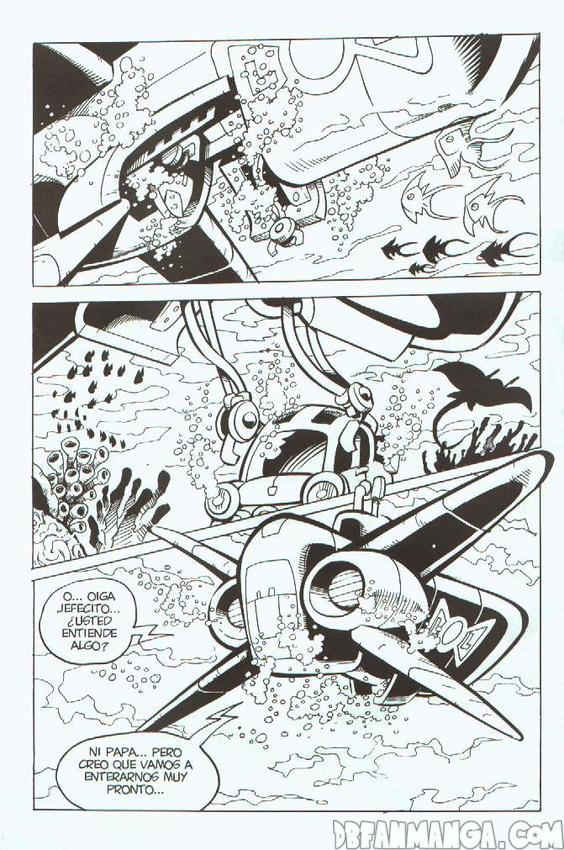 O... OIGA
JEFECITO...
¿USTED
ENTIENDE
ALGO?
NI PAPA... PERO
CREO QUE VAMOS A
ENTERARNOS MUY
PRONTO...
DBFANMANGA.COM